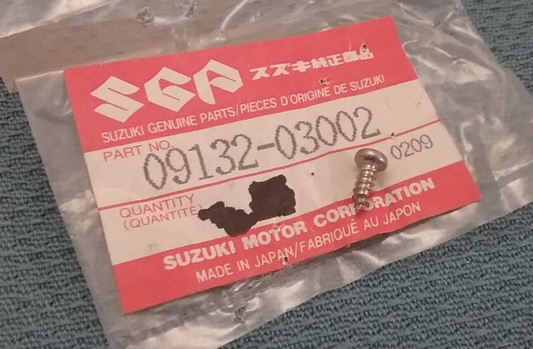 SGP スズキ純正部品
SUZUKI GENUINE PARTS/PIECES D'ORIGINE DE SUZUKI
PART NO.
09132-03002
0209
QUANTITY
(QUANTITÉ)
SUZUKI MOTOR CORPORATION
MADE IN JAPAN/FABRIQUE AU JAPON